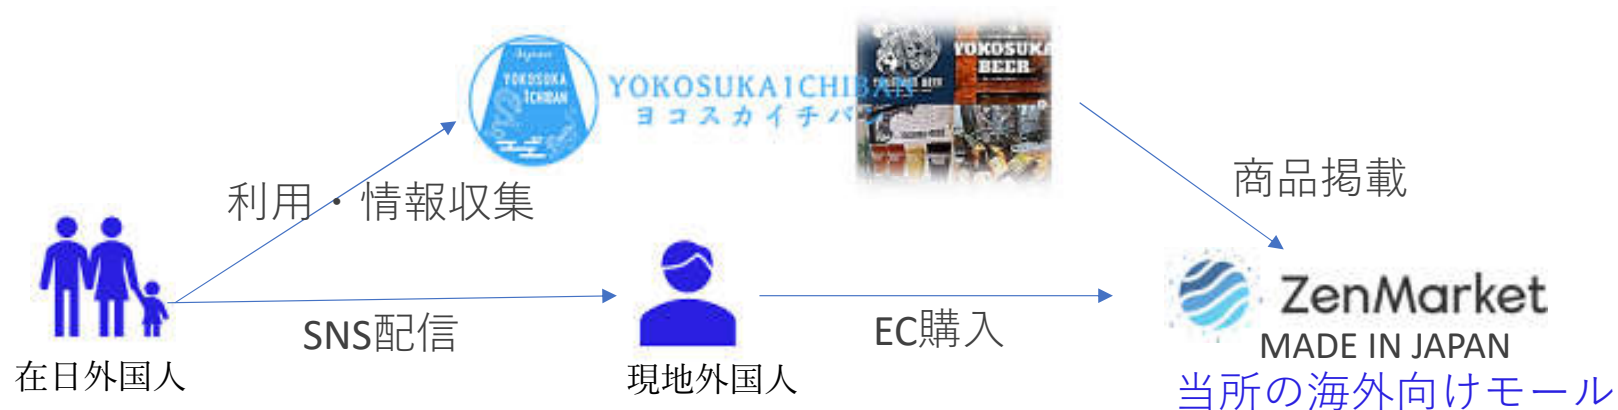 Yokosuka
YOKOSUKA
ICHIBAN
YOKOSUKA1CHIBAN
ヨコスカイチバン
YOKOSUKA
BEER
利用・情報収集
商品掲載
SNS配信
EC購入
ZenMarket
MADE IN JAPAN
在日外国人
現地外国人
当所の海外向けモール